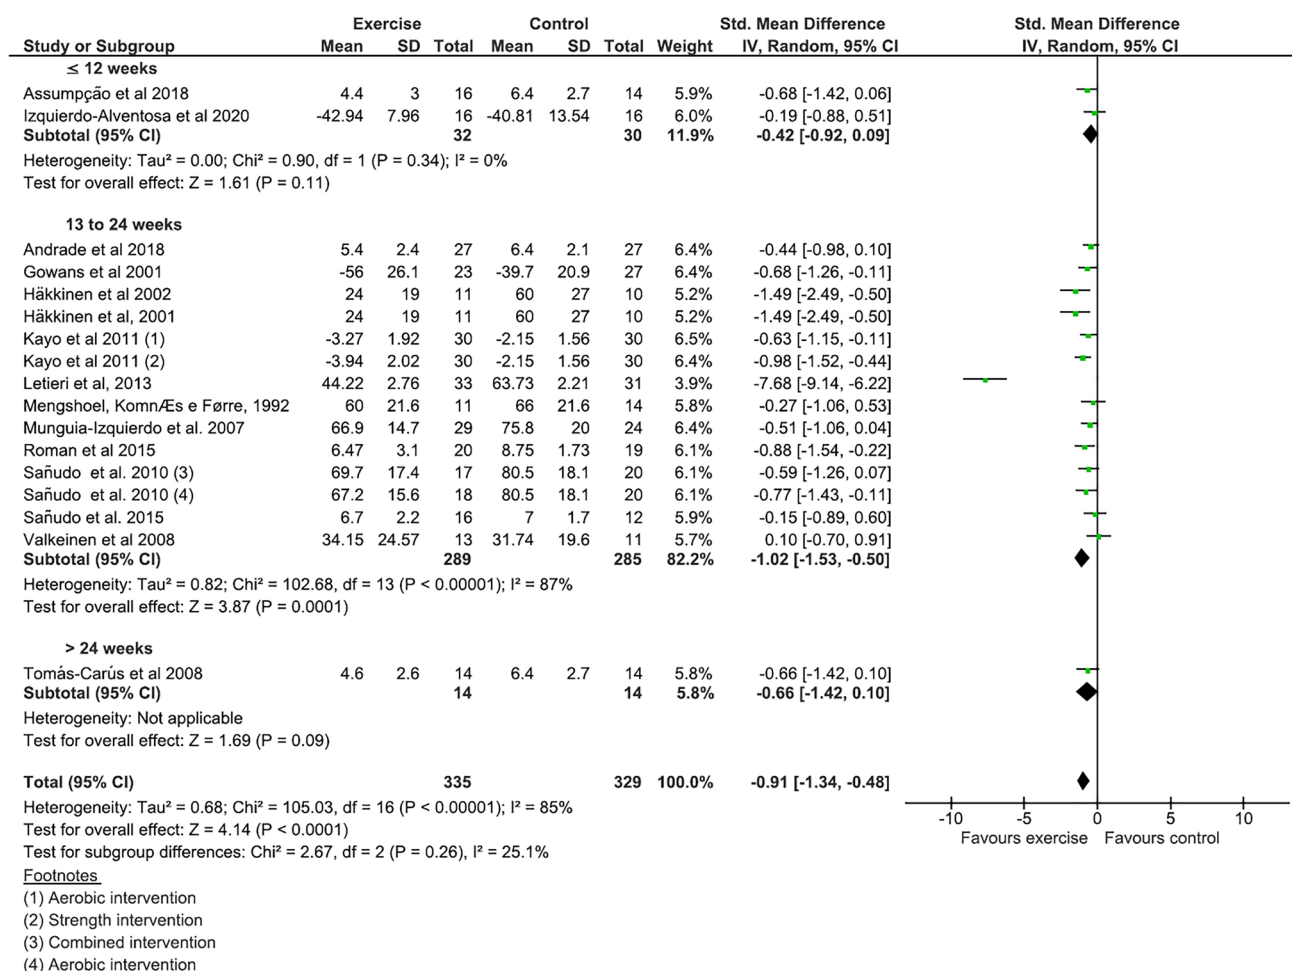 Exercise Control Std. Mean Difference Std. Mean Difference
Study or Subgroup Mean SD Total Mean SD Total Weight IV, Random, 95% CI IV, Random, 95% CI
≤ 12 weeks
Assumpção et al 2018 4.4 3 16 6.4 2.7 14 5.9% -0.68 [-1.42, 0.06]
Izquierdo-Alventosa et al 2020 -42.94 7.96 16 -40.81 13.54 16 6.0% -0.19 [-0.88, 0.51]
Subtotal (95% CI) 32 30 11.9% -0.42 [-0.92, 0.09]
Heterogeneity: Tau² = 0.00; Chi² = 0.90, df = 1 (P = 0.34); I² = 0%
Test for overall effect: Z = 1.61 (P = 0.11)
13 to 24 weeks
Andrade et al 2018 5.4 2.4 27 6.4 2.1 27 6.4% -0.44 [-0.98, 0.10]
Gowans et al 2001 -56 26.1 23 -39.7 20.9 27 6.4% -0.68 [-1.26, -0.11]
Häkkinen et al 2002 24 19 11 60 27 10 5.2% -1.49 [-2.49, -0.50]
Häkkinen et al, 2001 24 19 11 60 27 10 5.2% -1.49 [-2.49, -0.50]
Kayo et al 2011 (1) -3.27 1.92 30 -2.15 1.56 30 6.5% -0.63 [-1.15, -0.11]
Kayo et al 2011 (2) -3.94 2.02 30 -2.15 1.56 30 6.4% -0.98 [-1.52, -0.44]
Letieri et al, 2013 44.22 2.76 33 63.73 2.21 31 3.9% -7.68 [-9.14, -6.22]
Mengshoel, KomnÆs e Førre, 1992 60 21.6 11 66 21.6 14 5.8% -0.27 [-1.06, 0.53]
Munguia-Izquierdo et al. 2007 66.9 14.7 29 75.8 20 24 6.4% -0.51 [-1.06, 0.04]
Roman et al 2015 6.47 3.1 20 8.75 1.73 19 6.1% -0.88 [-1.54, -0.22]
Sañudo et al. 2010 (3) 69.7 17.4 17 80.5 18.1 20 6.1% -0.59 [-1.26, 0.07]
Sañudo et al. 2010 (4) 67.2 15.6 18 80.5 18.1 20 6.1% -0.77 [-1.43, -0.11]
Sañudo et al. 2015 6.7 2.2 16 7 1.7 12 5.9% -0.15 [-0.89, 0.60]
Valkeinen et al 2008 34.15 24.57 13 31.74 19.6 11 5.7% 0.10 [-0.70, 0.91]
Subtotal (95% CI) 289 285 82.2% -1.02 [-1.53, -0.50]
Heterogeneity: Tau² = 0.82; Chi² = 102.68, df = 13 (P < 0.00001); I² = 87%
Test for overall effect: Z = 3.87 (P = 0.0001)
> 24 weeks
Tomás-Carús et al 2008 4.6 2.6 14 6.4 2.7 14 5.8% -0.66 [-1.42, 0.10]
Subtotal (95% CI) 14 14 5.8% -0.66 [-1.42, 0.10]
Heterogeneity: Not applicable
Test for overall effect: Z = 1.69 (P = 0.09)
Total (95% CI) 335 329 100.0% -0.91 [-1.34, -0.48]
Heterogeneity: Tau² = 0.68; Chi² = 105.03, df = 16 (P < 0.00001); I² = 85%
Test for overall effect: Z = 4.14 (P < 0.0001)
Test for subgroup differences: Chi² = 2.67, df = 2 (P = 0.26), I² = 25.1%
-10 -5 0 5 10
Favours exercise Favours control
Footnotes
(1) Aerobic intervention
(2) Strength intervention
(3) Combined intervention
(4) Aerobic intervention